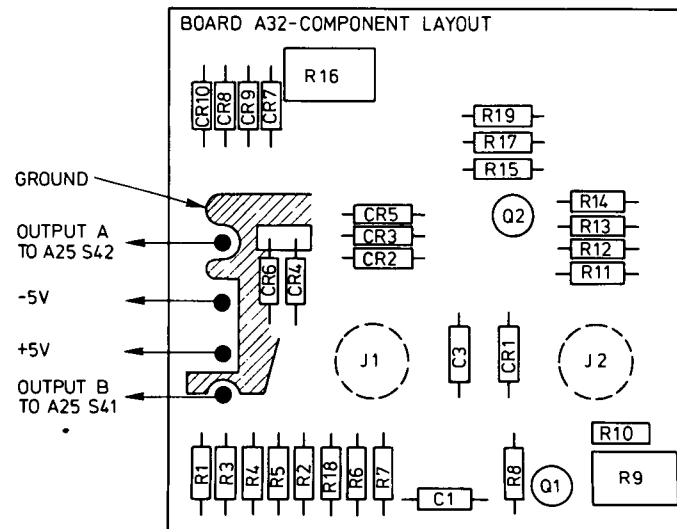 BOARD A32-COMPONENT LAYOUT
R16
CR10
CR8
CR9
CR7
R19
R17
R15
GROUND
OUTPUT A
TO A25 S42
-5V
+5V
OUTPUT B
TO A25 S41
CR5
CR3
CR2
Q2
R14
R13
R12
R11
CR6
CR4
J1
C3
CR1
J2
R1
R3
R4
R5
R2
R18
R6
R7
C1
R8
Q1
R10
R9